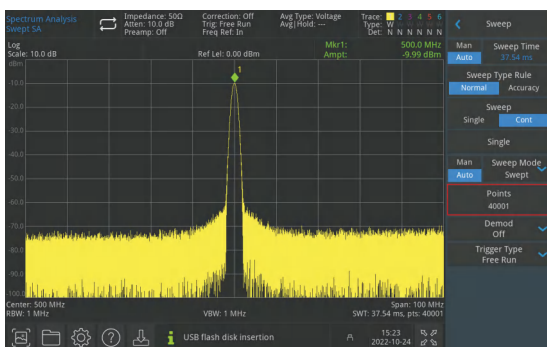 Spectrum Analysis
Swept SA
Impedance: 50Ω
Atten: 10.0 dB
Preamp: Off
Correction: Off
Trig: Free Run
Freq Ref: In
Avg Type: Voltage
Avg|Hold: ---
Trace: 1 2 3 4 5 6
Type: W W W W W W
Det: N N N N N N
Log
Scale: 10.0 dB
Ref Lel: 0.00 dBm
Mkr1: 500.0 MHz
Ampt: -9.99 dBm
dBm
1
-10.0
-20.0
-30.0
-40.0
-50.0
-60.0
-70.0
-80.0
-90.0
-100.0
Center: 500 MHz
RBW: 1 MHz
VBW: 1 MHz
Span: 100 MHz
SWT: 37.54 ms, pts: 40001
USB flash disk insertion
15:23
2022-10-24
Sweep
Man
Auto
Sweep Time
37.54 ms
Sweep Type Rule
Normal
Accuracy
Sweep
Single
Cont
Single
Man
Auto
Sweep Mode
Swept
Points
40001
Demod
Off
Trigger Type
Free Run